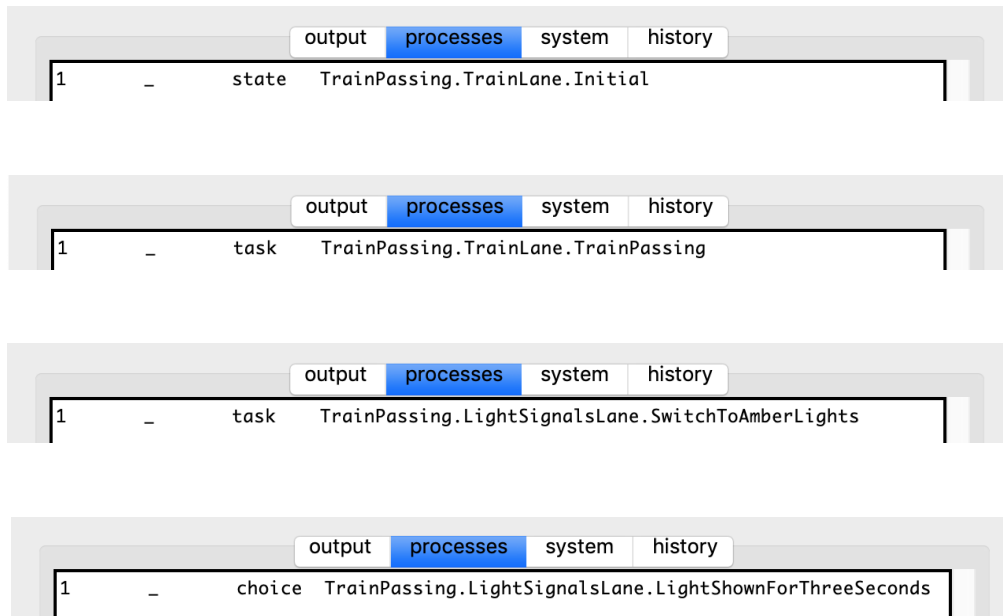 output processes system history
1 _ state TrainPassing.TrainLane.Initial
output processes system history
1 _ task TrainPassing.TrainLane.TrainPassing
output processes system history
1 _ task TrainPassing.LightSignalsLane.SwitchToAmberLights
output processes system history
1 _ choice TrainPassing.LightSignalsLane.LightShownForThreeSeconds